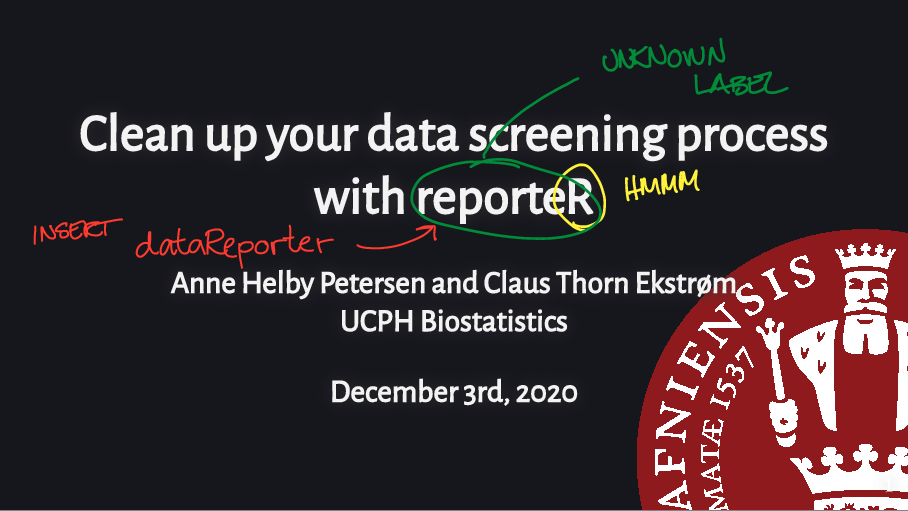 UNKNOWN
LABEL
Clean up your data screening process
with reporteR
HMMM
INSERT dataReporter
Anne Helby Petersen and Claus Thorn Ekstrøm
UCPH Biostatistics
December 3rd, 2020
AFNIENSIS
MATÆ 1537